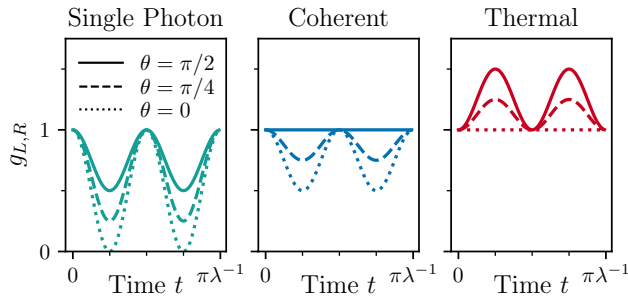 Single Photon
Coherent
Thermal
θ = π/2
θ = π/4
θ = 0
g_{L,R}
1
0
0
πλ⁻¹
0
πλ⁻¹
0
πλ⁻¹
Time t
Time t
Time t